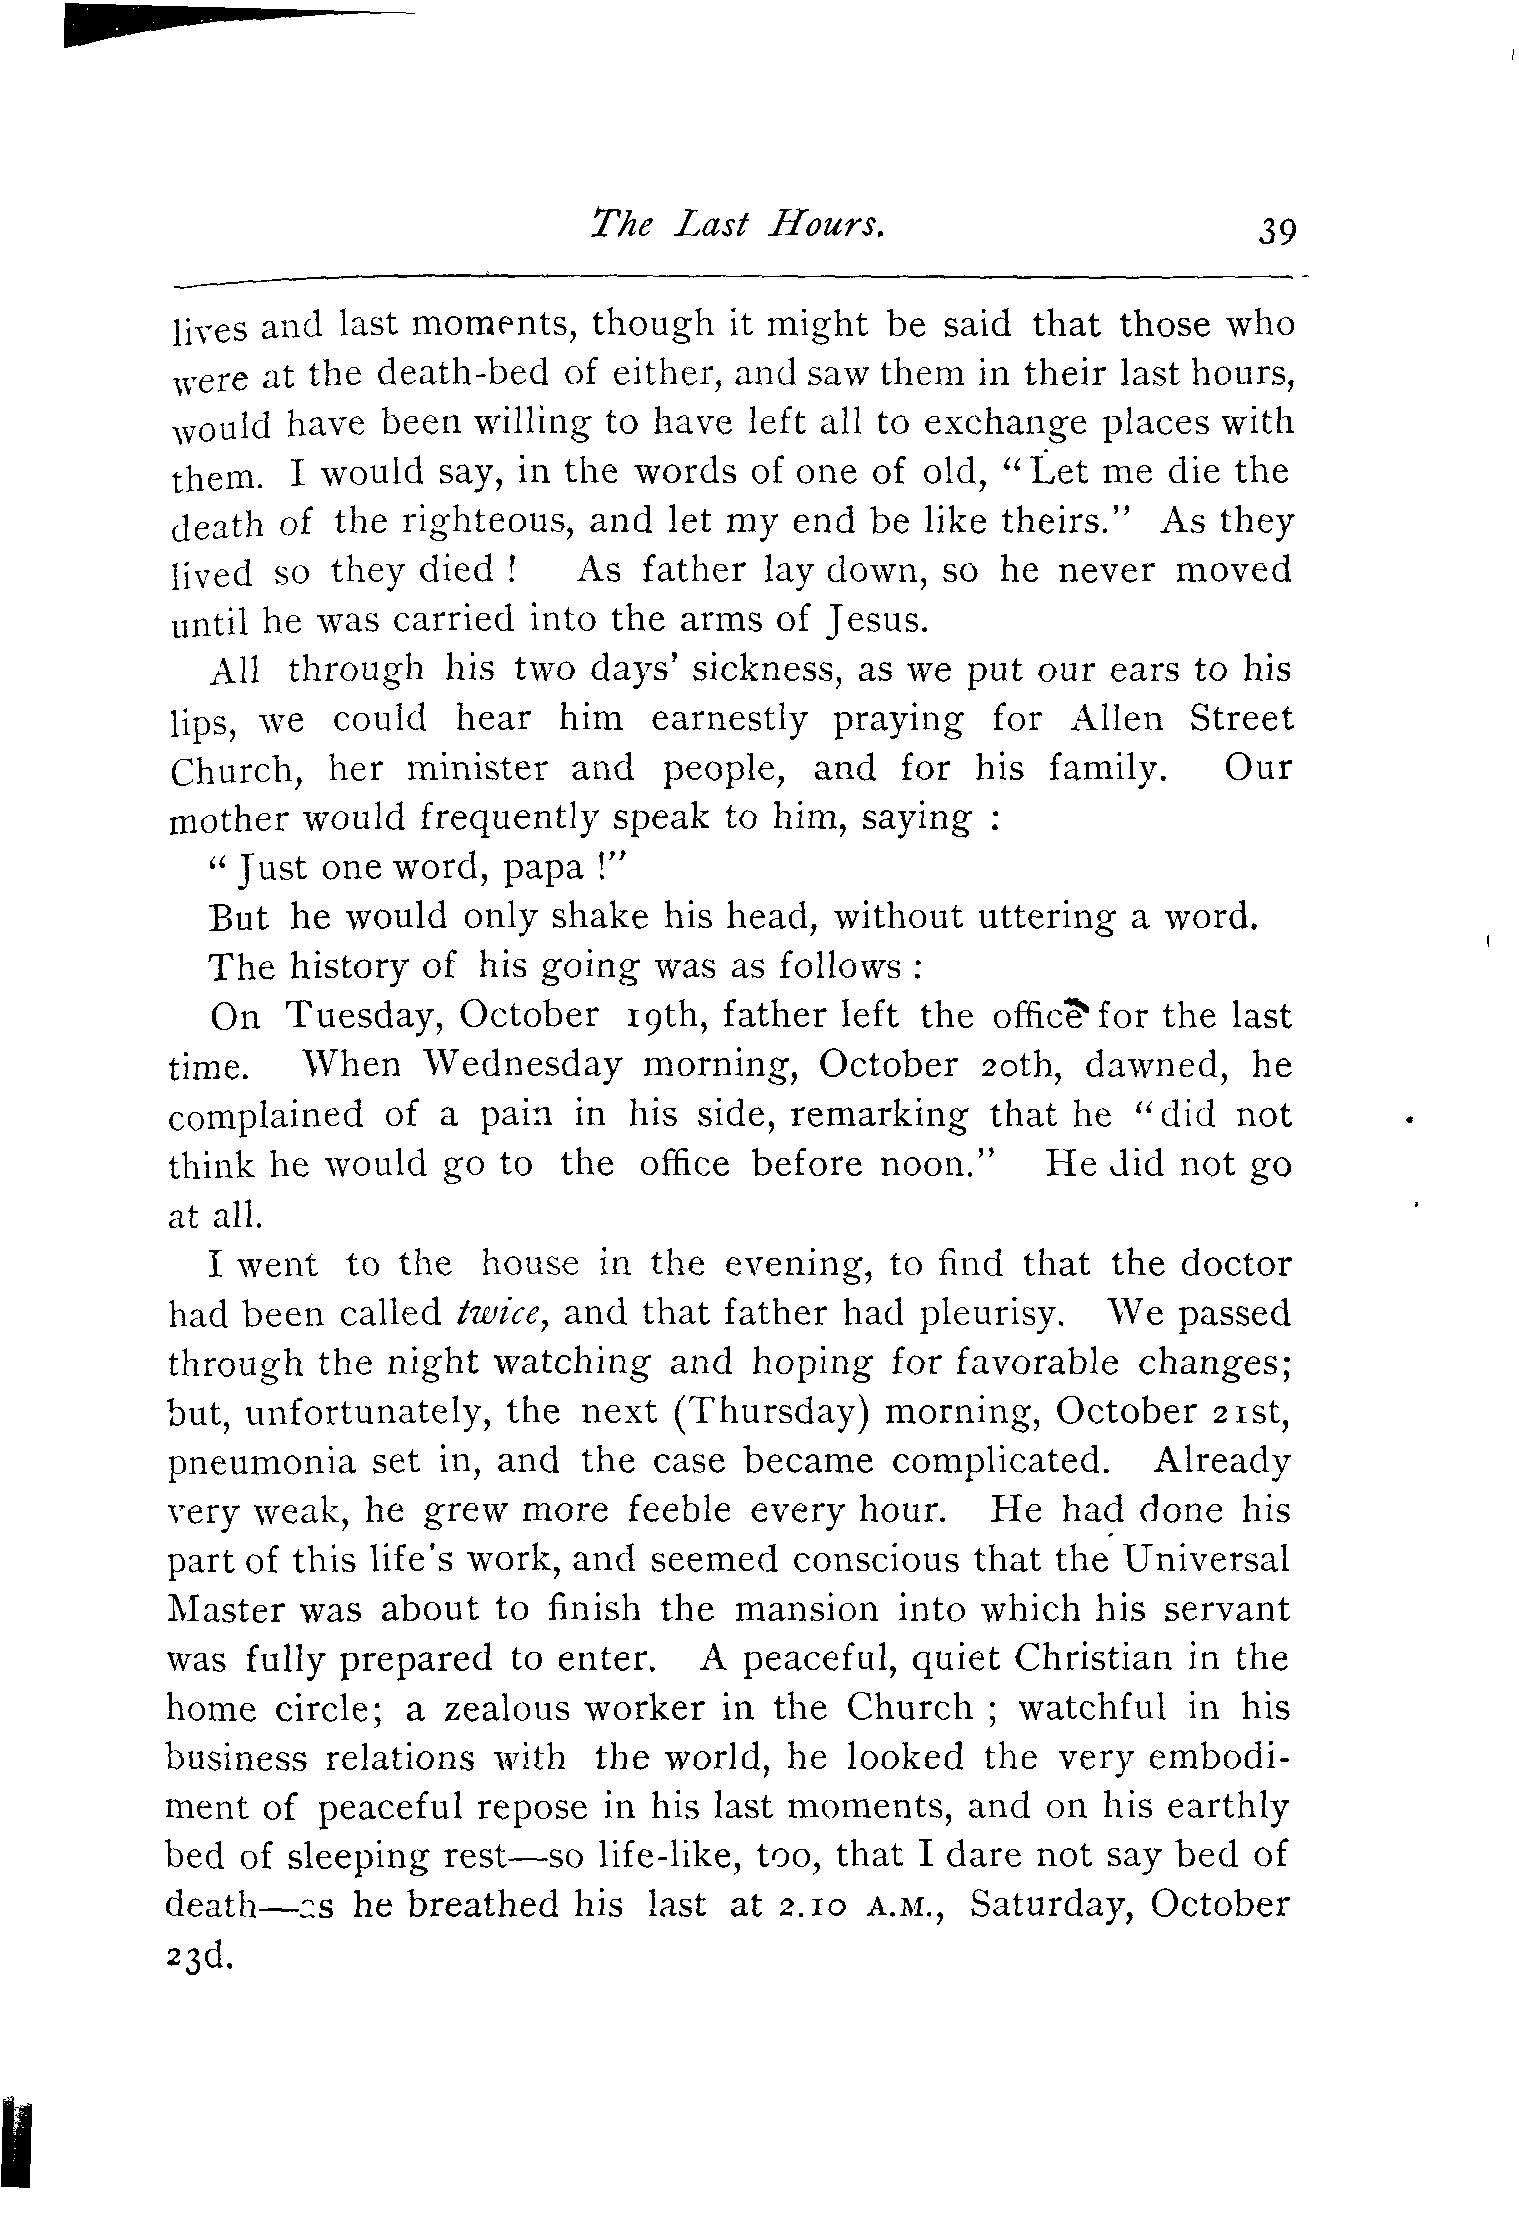 The Last Hours. 39
lives and last moments, though it might be said that those who
were at the death-bed of either, and saw them in their last hours,
would have been willing to have left all to exchange places with
them. I would say, in the words of one of old, “Let me die the
death of the righteous, and let my end be like theirs.” As they
lived so they died ! As father lay down, so he never moved
until he was carried into the arms of Jesus.
All through his two days’ sickness, as we put our ears to his
lips, we could hear him earnestly praying for Allen Street
Church, her minister and people, and for his family. Our
mother would frequently speak to him, saying :
“Just one word, papa !”
But he would only shake his head, without uttering a word.
The history of his going was as follows :
On Tuesday, October 19th, father left the office for the last
time. When Wednesday morning, October 20th, dawned, he
complained of a pain in his side, remarking that he “did not
think he would go to the office before noon.” He did not go
at all.
I went to the house in the evening, to find that the doctor
had been called twice, and that father had pleurisy. We passed
through the night watching and hoping for favorable changes;
but, unfortunately, the next (Thursday) morning, October 21st,
pneumonia set in, and the case became complicated. Already
very weak, he grew more feeble every hour. He had done his
part of this life’s work, and seemed conscious that the Universal
Master was about to finish the mansion into which his servant
was fully prepared to enter. A peaceful, quiet Christian in the
home circle; a zealous worker in the Church ; watchful in his
business relations with the world, he looked the very embodi-
ment of peaceful repose in his last moments, and on his earthly
bed of sleeping rest—so life-like, too, that I dare not say bed of
death—as he breathed his last at 2.10 A.M., Saturday, October
23d.